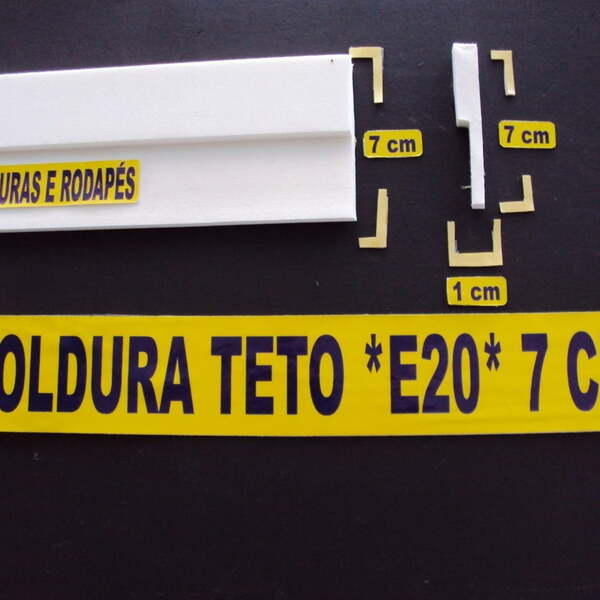 7 cm
7 cm
URAS E RODAPÉS
1 cm
OLDURA TETO *E20* 7 C